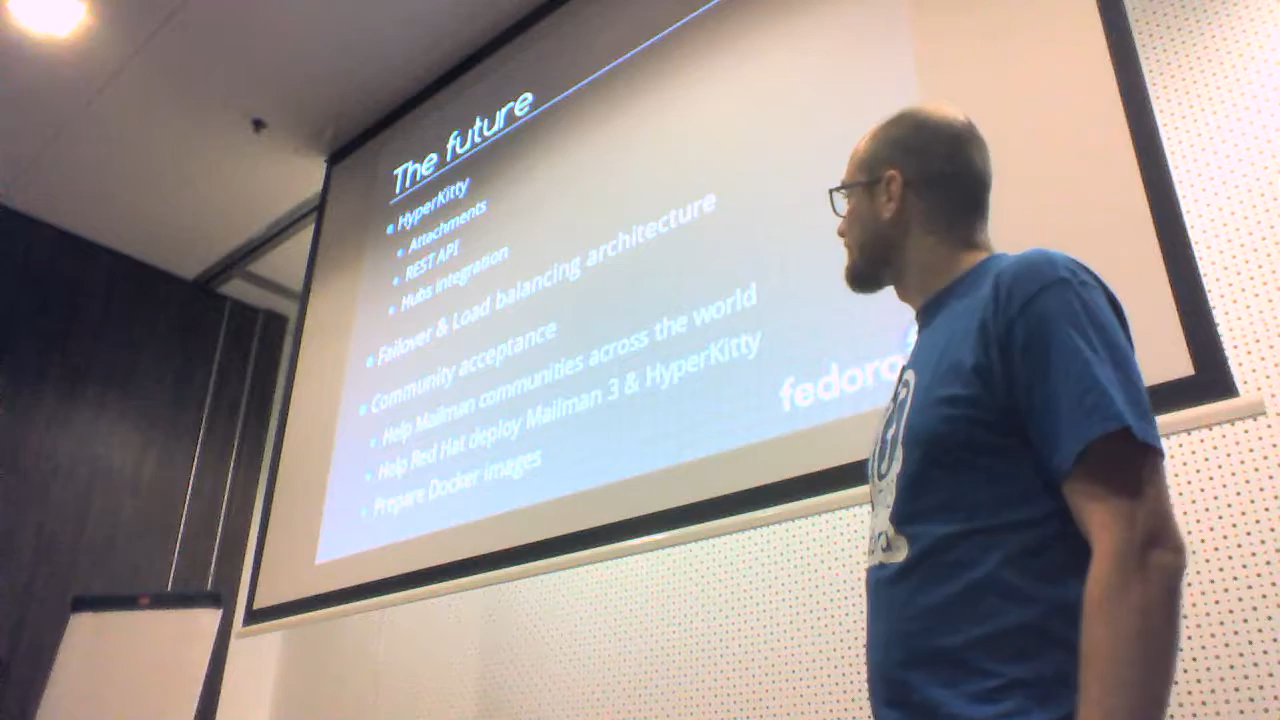 The future
HyperKitty
Attachments
REST API
Hubs integration
Failover & Load balancing architecture
Community acceptance
Help Mailman communities across the world
Help Red Hat deploy Mailman 3 & HyperKitty
Prepare Docker images
fedora